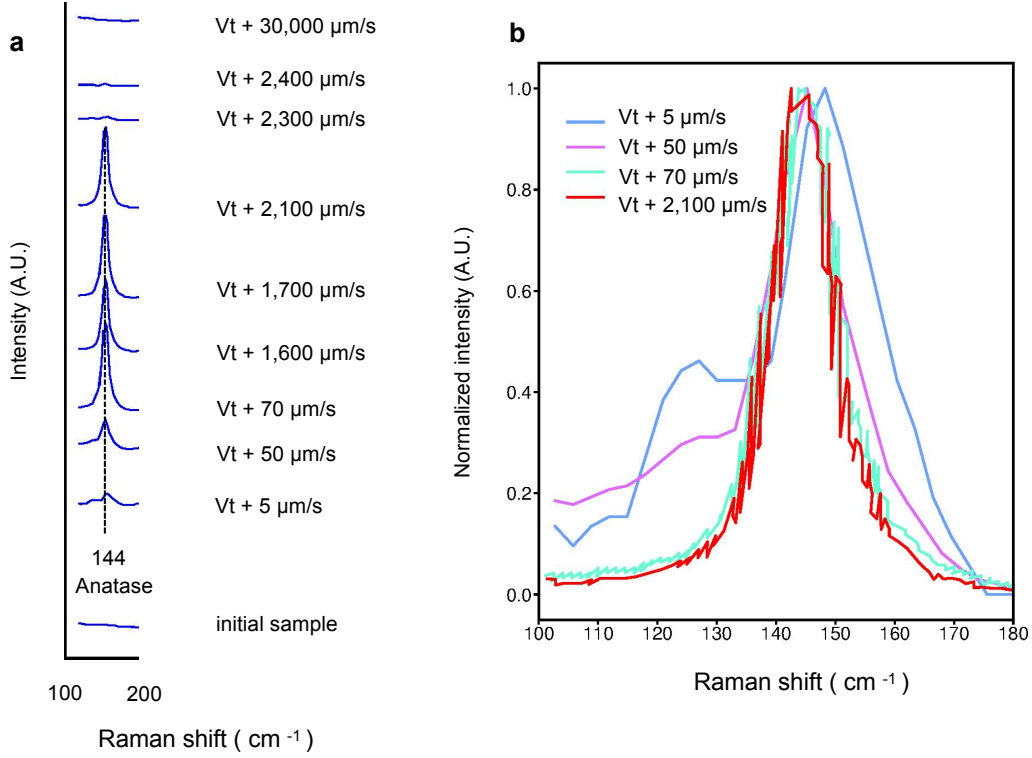 a
Vt + 30,000 µm/s
Vt + 2,400 µm/s
Vt + 2,300 µm/s
Vt + 2,100 µm/s
Vt + 1,700 µm/s
Vt + 1,600 µm/s
Vt + 70 µm/s
Vt + 50 µm/s
Vt + 5 µm/s
144
Anatase
initial sample
Intensity (A.U.)
100 200
Raman shift ( cm -1 )
b
Vt + 5 µm/s
Vt + 50 µm/s
Vt + 70 µm/s
Vt + 2,100 µm/s
Normalized intensity (A.U.)
1.0
0.8
0.6
0.4
0.2
0.0
100 110 120 130 140 150 160 170 180
Raman shift ( cm -1 )